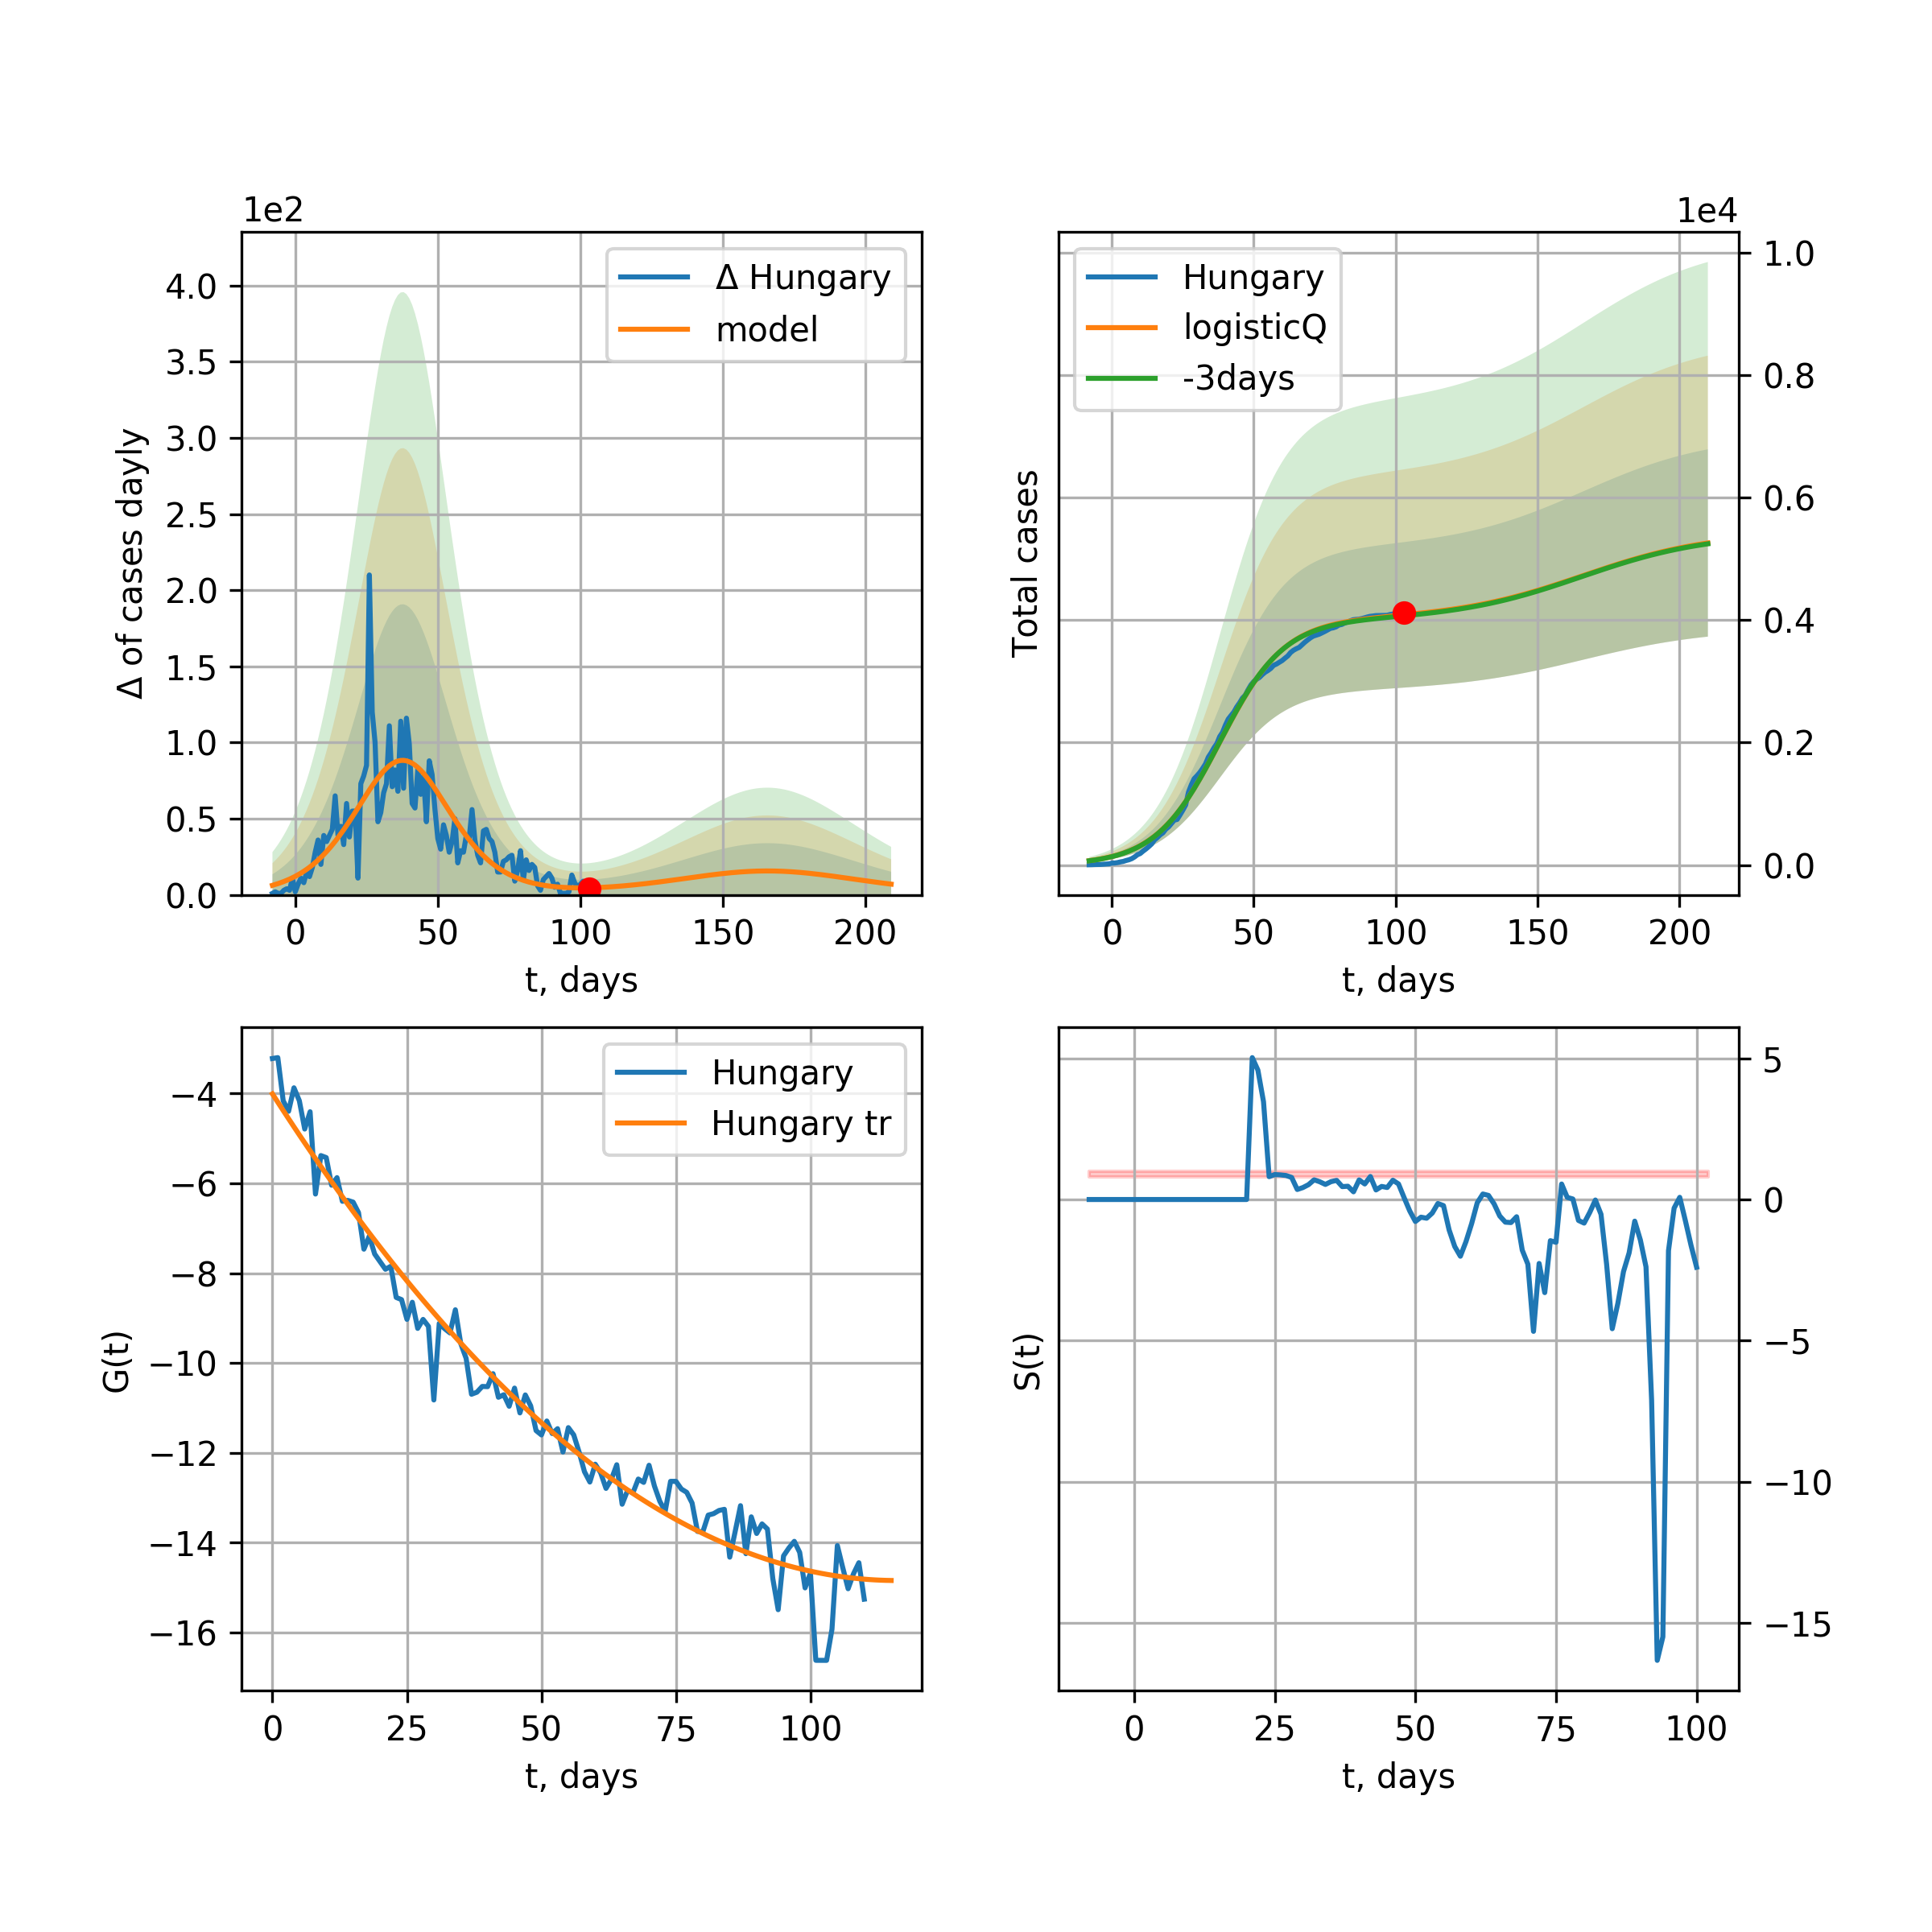 1e2
Δ of cases dayly
4.0
3.5
3.0
2.5
2.0
1.5
1.0
0.5
0.0
Δ Hungary
model
0 50 100 150 200
t, days
1e4
Total cases
Hungary
logisticQ
-3days
1.0
0.8
0.6
0.4
0.2
0.0
0 50 100 150 200
t, days
G(t)
−4
−6
−8
−10
−12
−14
−16
Hungary
Hungary tr
0 25 50 75 100
t, days
S(t)
5
0
−5
−10
−15
0 25 50 75 100
t, days